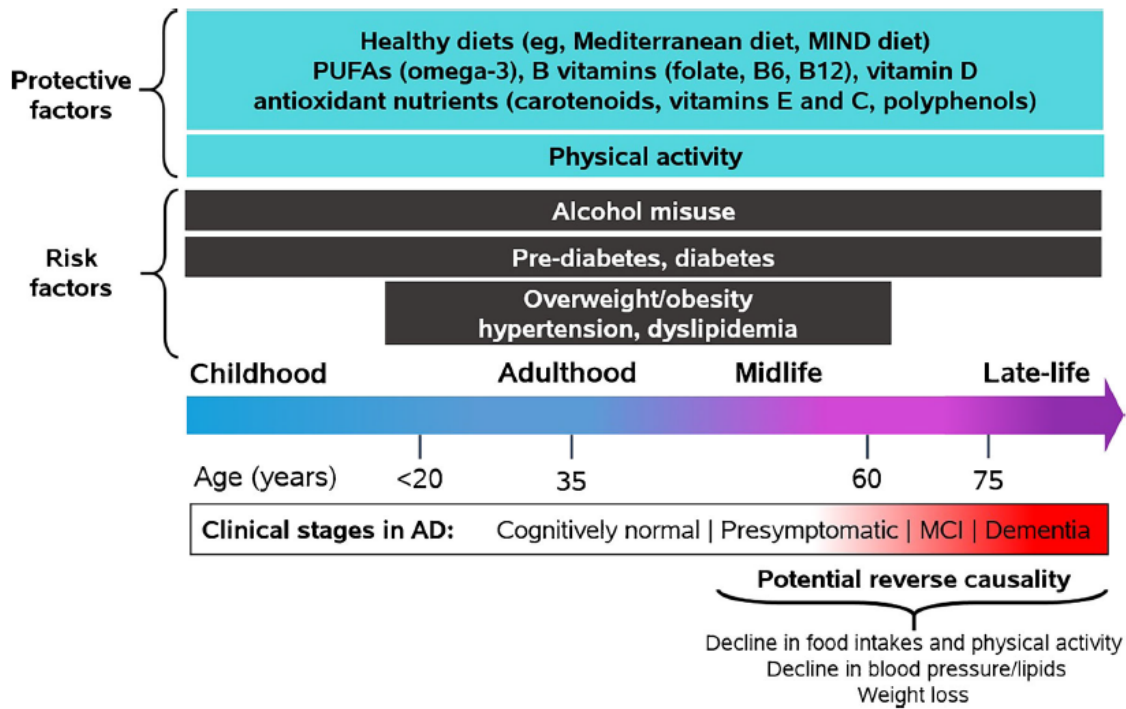 Protective
factors
Healthy diets (eg, Mediterranean diet, MIND diet)
PUFAs (omega-3), B vitamins (folate, B6, B12), vitamin D
antioxidant nutrients (carotenoids, vitamins E and C, polyphenols)
Physical activity
Risk
factors
Alcohol misuse
Pre-diabetes, diabetes
Overweight/obesity
hypertension, dyslipidemia
Childhood Adulthood Midlife Late-life
Age (years) <20 35 60 75
Clinical stages in AD: Cognitively normal | Presymptomatic | MCI | Dementia
Potential reverse causality
Decline in food intakes and physical activity
Decline in blood pressure/lipids
Weight loss